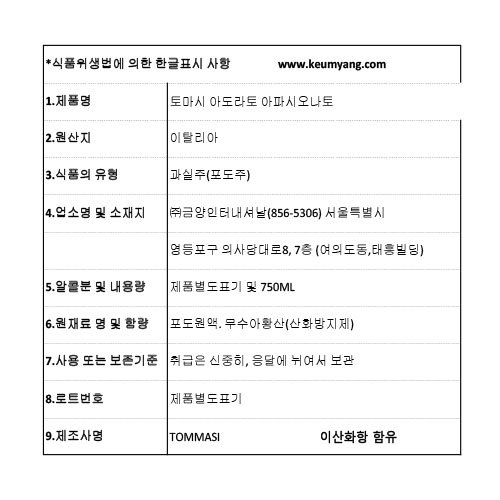 *식품위생법에 의한 한글표시 사항 www.keumyang.com
1.제품명 토마시 아도라토 아파시오나토
2.원산지 이탈리아
3.식품의 유형 과실주(포도주)
4.업소명 및 소재지 ㈜금양인터내셔날(856-5306) 서울특별시
영등포구 의사당대로8, 7층 (여의도동,태흥빌딩)
5.알콜분 및 내용량 제품별도표기 및 750ML
6.원재료 명 및 함량 포도원액. 무수아황산(산화방지제)
7.사용 또는 보존기준 취급은 신중히, 응달에 뉘여서 보관
8.로트번호 제품별도표기
9.제조사명 TOMMASI 이산화황 함유